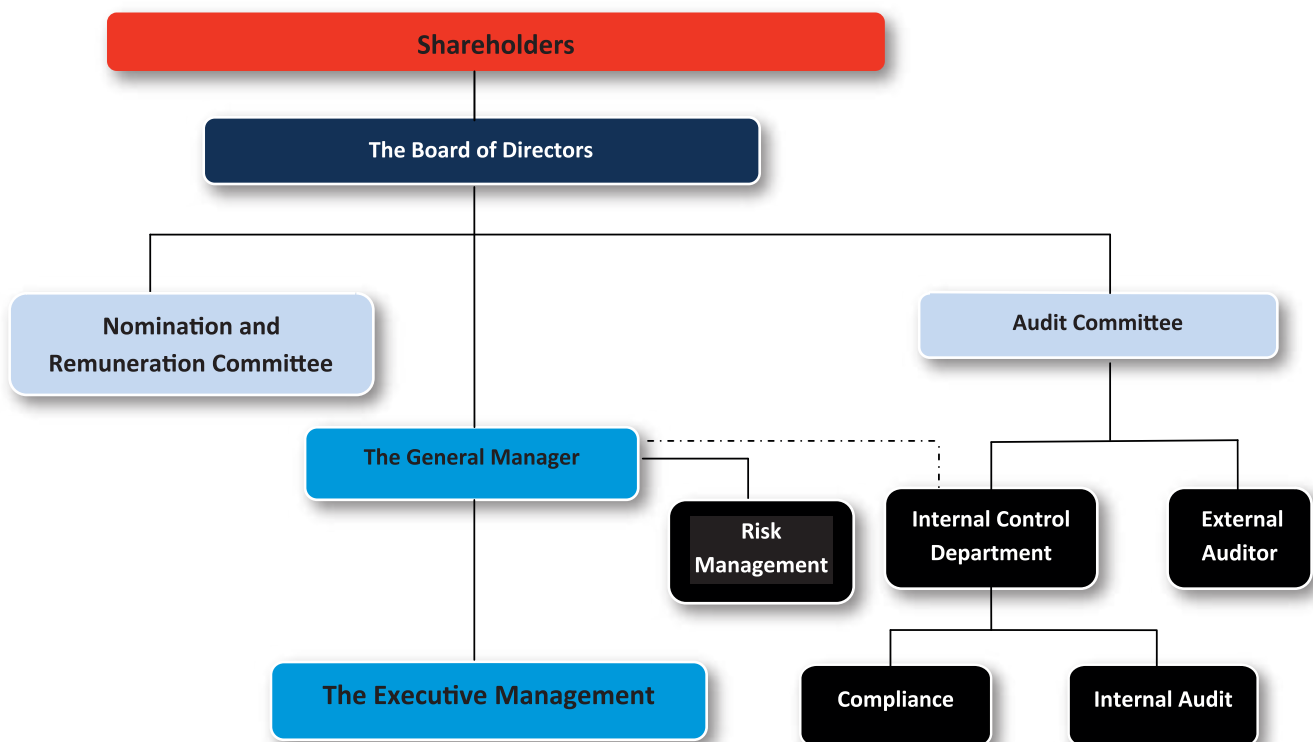 Shareholders
The Board of Directors
Nomination and
Remuneration Committee
Audit Committee
The General Manager
Risk
Management
Internal Control
Department
External
Auditor
The Executive Management
Compliance
Internal Audit